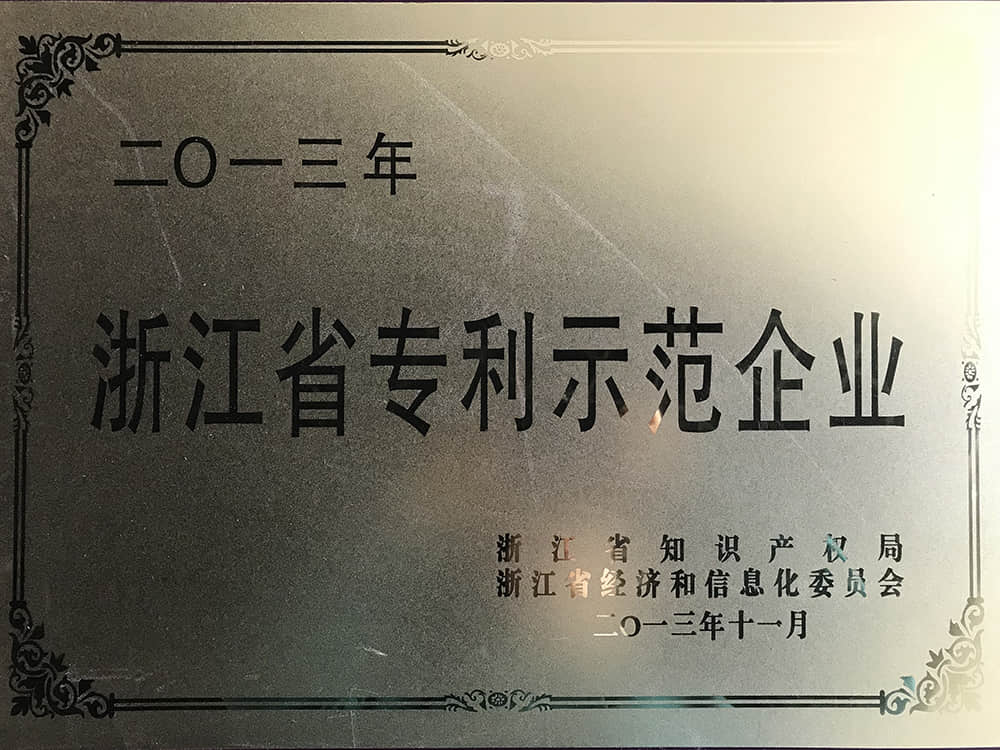 二〇一三年
浙江省专利示范企业
浙江省知识产权局
浙江省经济和信息化委员会
二〇一三年十一月